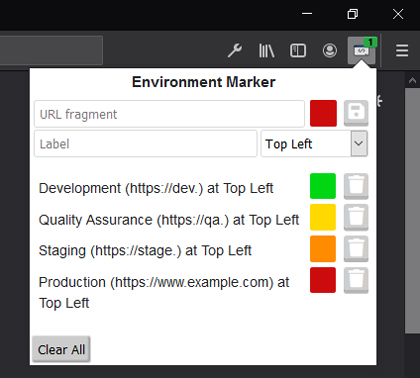 1
Environment Marker
URL fragment
Label
Top Left
Development (https://dev.) at Top Left
Quality Assurance (https://qa.) at Top Left
Staging (https://stage.) at Top Left
Production (https://www.example.com) at
Top Left
Clear All